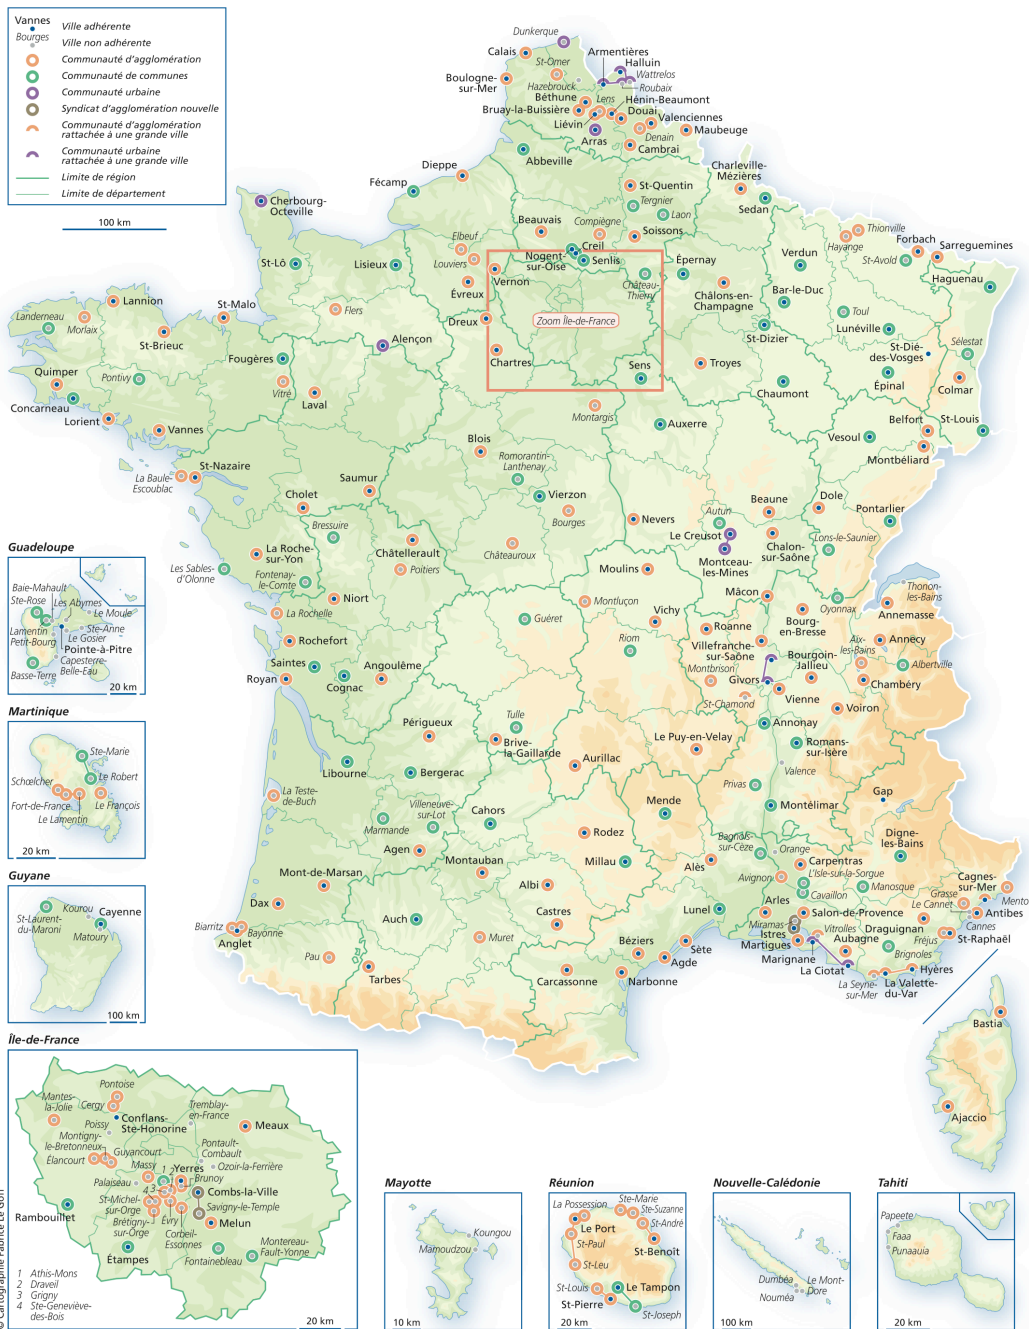 Vannes
Ville adhérente
Bourges
Ville non adhérente
Communauté d'agglomération
Communauté de communes
Communauté urbaine
Syndicat d'agglomération nouvelle
Communauté d'agglomération
rattachée à une grande ville
Communauté urbaine
rattachée à une grande ville
Limite de région
Limite de département
100 km
Dunkerque
Calais
Armentières
St-Omer
Halluin
Boulogne-
sur-Mer
Hazebrouck
Wattrelos
Roubaix
Béthune
Lens
Hénin-Beaumont
Bruay-la-Buissière
Douai
Liévin
Valenciennes
Denain
Maubeuge
Arras
Cambrai
Abbeville
Dieppe
Charleville-
Mézières
Fécamp
St-Quentin
Cherbourg-
Octeville
Tergnier
Sedan
Laon
Beauvais
Compiègne
Soissons
Elbeuf
Thionville
Hayange
Forbach
Sarreguemines
St-Avold
Creil
Nogent-
sur-Oise
Senlis
Verdun
St-Lô
Lisieux
Louviers
Épernay
Vernon
Château-
Thierry
Haguenau
Évreux
Châlons-en-
Champagne
Bar-le-Duc
Lannion
St-Malo
Flers
Toul
Landerneau
Morlaix
Dreux
Zoom Île-de-France
St-Dizier
Lunéville
St-Brieuc
Alençon
Sélestat
St-Dié-
des-Vosges
Fougères
Chartres
Troyes
Quimper
Pontivy
Sens
Épinal
Colmar
Vitré
Laval
Chaumont
Concarneau
Montargis
Lorient
Vannes
Auxerre
Belfort
St-Louis
Blois
Vesoul
Montbéliard
Romorantin-
Lanthenay
St-Nazaire
La Baule-
Escoublac
Saumur
Cholet
Vierzon
Beaune
Dole
Bourges
Pontarlier
Bressuire
Nevers
Autun
Le Creusot
Lons-le-Saunier
Châtellerault
Châteauroux
Chalon-
sur-Saône
La Roche-
sur-Yon
Montceau-
les-Mines
Les Sables-
d'Olonne
Poitiers
Moulins
Fontenay-
le-Comte
Thonon-
les-Bains
Niort
Montluçon
Mâcon
Oyonnax
Annemasse
La Rochelle
Guéret
Vichy
Bourg-
en-Bresse
Roanne
Rochefort
Riom
Villefranche-
sur-Saône
Aix-
les-Bains
Annecy
Saintes
Angoulême
Bourgoin-
Jallieu
Albertville
Montbrison
Royan
Cognac
Givors
Chambéry
Vienne
St-Chamond
Voiron
Périgueux
Tulle
Annonay
Brive-
la-Gaillarde
Le Puy-en-Velay
Romans-
sur-Isère
Aurillac
Libourne
Bergerac
Valence
Privas
Gap
La Teste-
de-Buch
Villeneuve-
sur-Lot
Cahors
Mende
Montélimar
Marmande
Rodez
Digne-
les-Bains
Bagnols-
sur-Cèze
Orange
Agen
Montauban
Millau
Alès
Carpentras
L'Isle-sur-la-Sorgue
Cagnes-
sur-Mer
Mont-de-Marsan
Albi
Avignon
Cavaillon
Manosque
Grasse
Le Cannet
Mento
Dax
Castres
Arles
Antibes
Auch
Lunel
Salon-de-Provence
Cannes
Biarritz
Bayonne
Miramas
Vitrolles
Draguignan
Anglet
Muret
Istres
Aubagne
Fréjus
St-Raphaël
Béziers
Sète
Martigues
Brignoles
Pau
Agde
Marignane
Tarbes
La Ciotat
Hyères
Carcassonne
Narbonne
La Seyne-
sur-Mer
La Valette-
du-Var
Bastia
Ajaccio
Guadeloupe
Baie-Mahault
Ste-Rose
Les Abymes
Le Moule
Lamentin
Ste-Anne
Petit-Bourg
Le Gosier
Pointe-à-Pitre
Capesterre-
Belle-Eau
Basse-Terre
20 km
Martinique
Ste-Marie
Schœlcher
Le Robert
Fort-de-France
Le François
Le Lamentin
20 km
Guyane
Kourou
Cayenne
St-Laurent-
du-Maroni
Matoury
100 km
Île-de-France
Pontoise
Mantes-
la-Jolie
Cergy
Tremblay-
en-France
Conflans-
Ste-Honorine
Meaux
Poissy
Montigny-
le-Bretonneux
Pontault-
Combault
Guyancourt
Élancourt
Massy
1
2
Yerres
Ozoir-la-Ferrière
Brunoy
Palaiseau
4
3
Combs-la-Ville
St-Michel-
sur-Orge
Savigny-le-Temple
Rambouillet
Brétigny-
sur-Orge
Évry
Melun
Corbeil-
Essonnes
Montereau-
Fault-Yonne
Étampes
Fontainebleau
1 Athis-Mons
2 Draveil
3 Grigny
4 Ste-Geneviève-
des-Bois
20 km
© Cartographie Fabrice Le Goff
Mayotte
Koungou
Mamoudzou
10 km
Réunion
La Possession
Ste-Marie
Ste-Suzanne
Le Port
St-André
St-Paul
St-Benoît
St-Leu
St-Louis
Le Tampon
St-Pierre
St-Joseph
20 km
Nouvelle-Calédonie
Dumbéa
Le Mont-
Dore
Nouméa
100 km
Tahiti
Papeete
Faaa
Punaauia
20 km